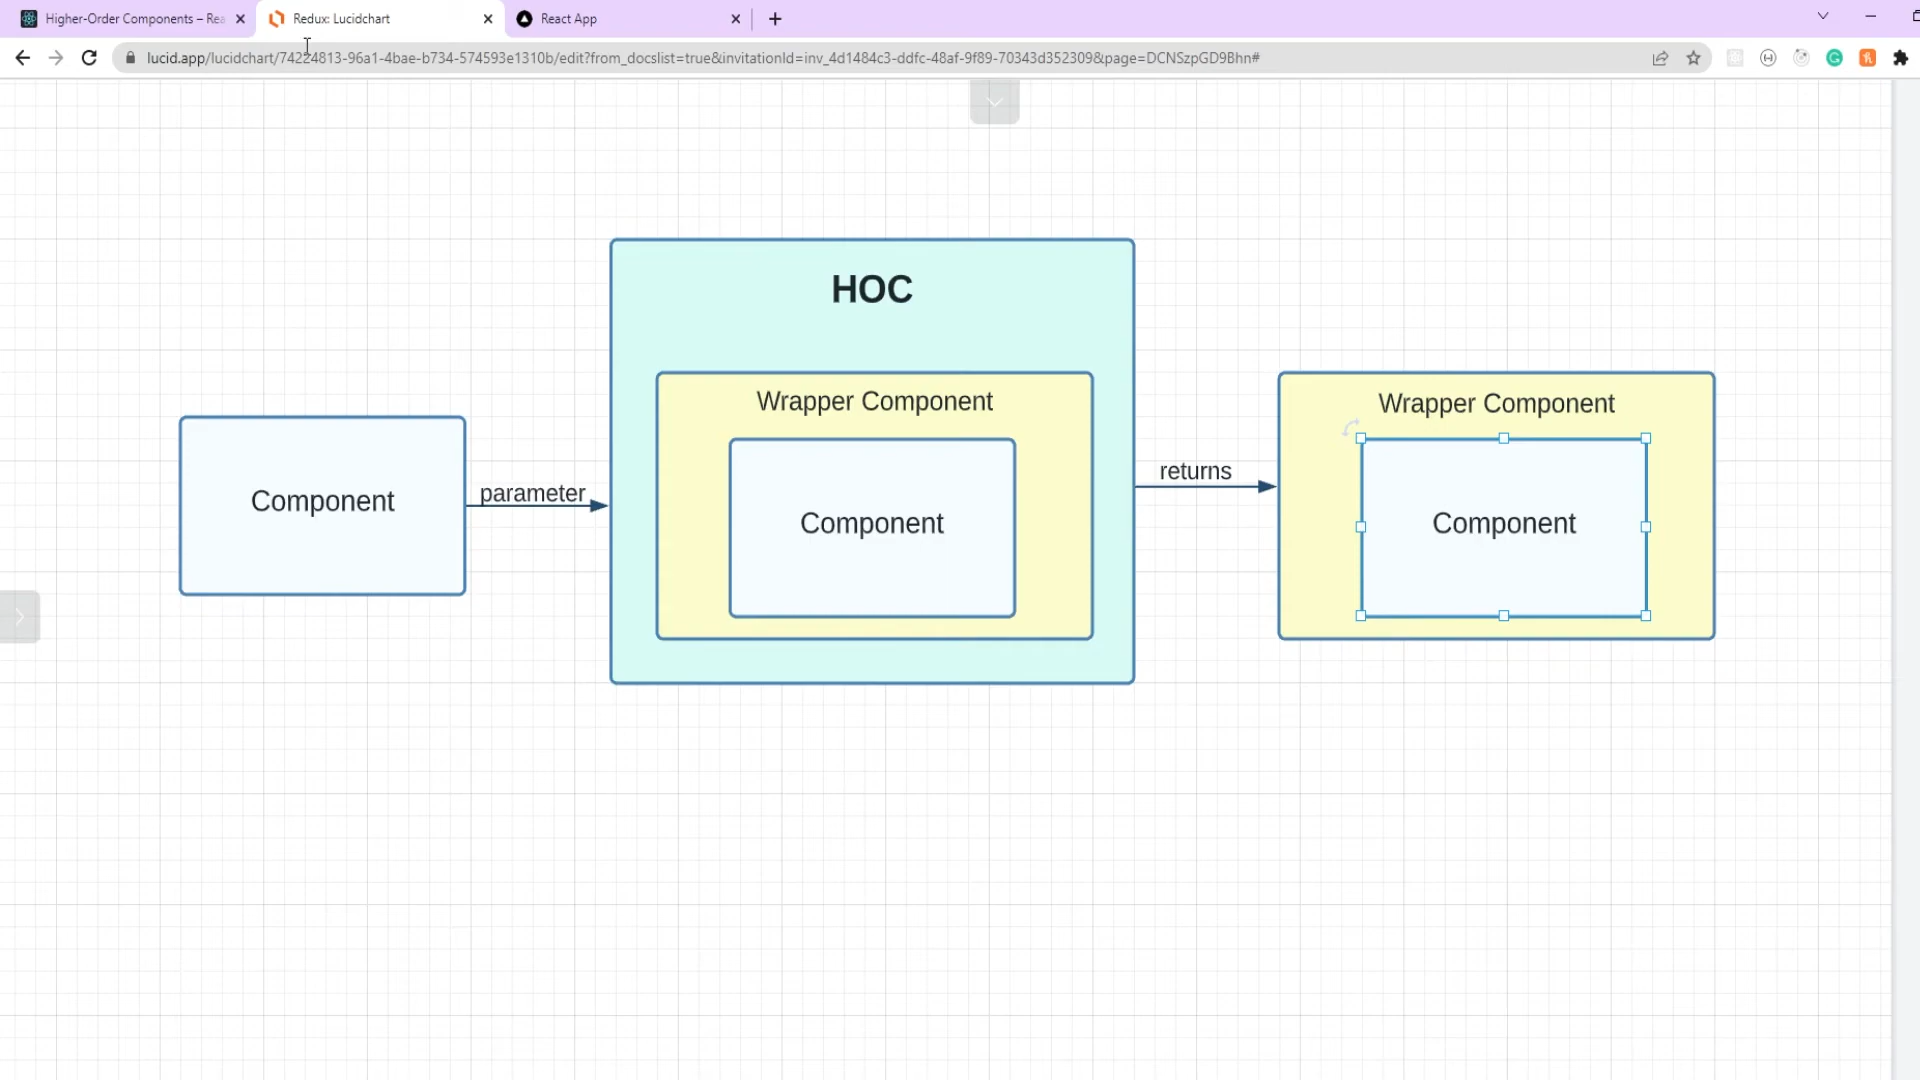 Higher-Order Components – Rea
Redux: Lucidchart
React App
lucid.app/lucidchart/74224813-96a1-4bae-b734-574593e1310b/edit?from_docslist=true&invitationId=inv_4d1484c3-ddfc-48af-9f89-70343d352309&page=DCNSzpGD9Bhn#
HOC
Wrapper Component
Component
Component
parameter
returns
Wrapper Component
Component